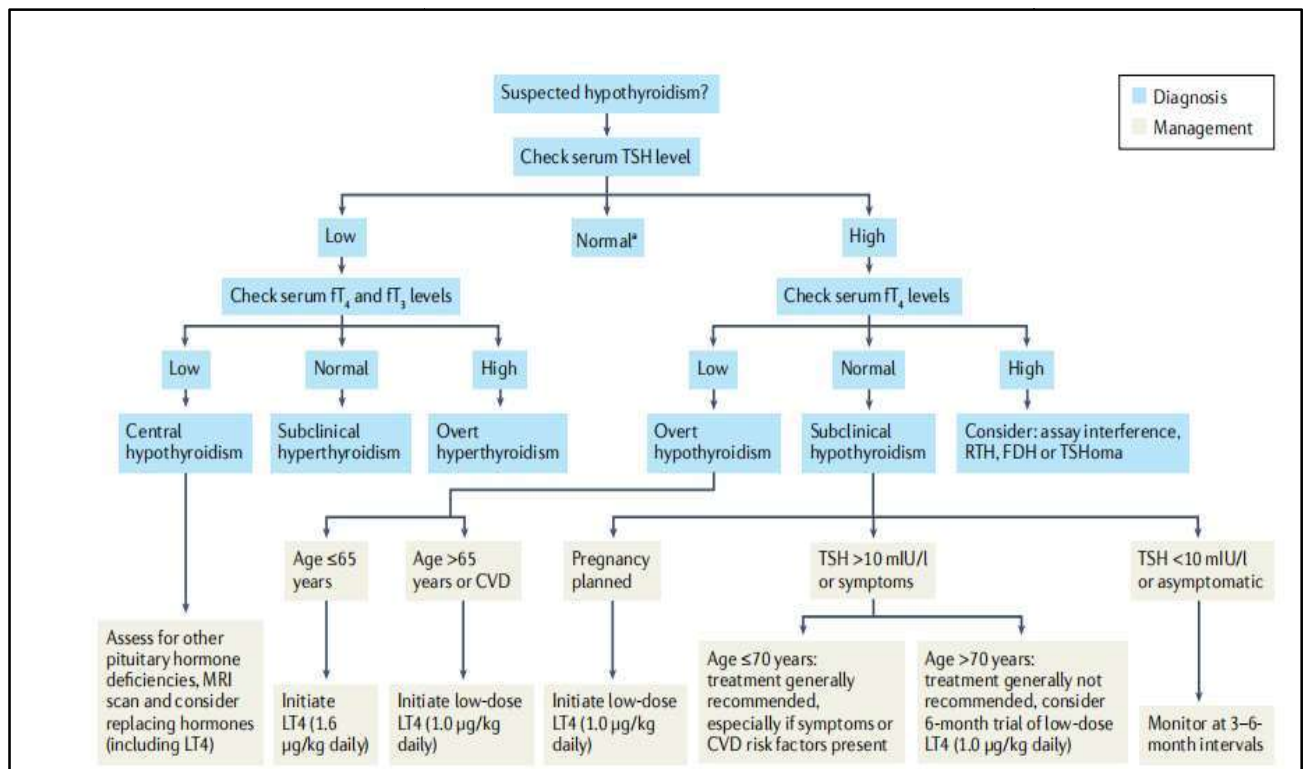 Suspected hypothyroidism?
Diagnosis
Management
Check serum TSH level
Low
Normalᵃ
High
Check serum fT₄ and fT₃ levels
Check serum fT₄ levels
Low
Normal
High
Low
Normal
High
Central
hypothyroidism
Subclinical
hyperthyroidism
Overt
hyperthyroidism
Overt
hypothyroidism
Subclinical
hypothyroidism
Consider: assay interference,
RTH, FDH or TSHoma
Age ≤65
years
Age >65
years or CVD
Pregnancy
planned
TSH >10 mIU/l
or symptoms
TSH <10 mIU/l
or asymptomatic
Assess for other
pituitary hormone
deficiencies, MRI
scan and consider
replacing hormones
(including LT4)
Initiate
LT4 (1.6
µg/kg daily)
Initiate low-dose
LT4 (1.0 µg/kg
daily)
Initiate low-dose
LT4 (1.0 µg/kg
daily)
Age ≤70 years:
treatment generally
recommended,
especially if symptoms or
CVD risk factors present
Age >70 years:
treatment generally not
recommended, consider
6-month trial of low-dose
LT4 (1.0 µg/kg daily)
Monitor at 3–6-
month intervals